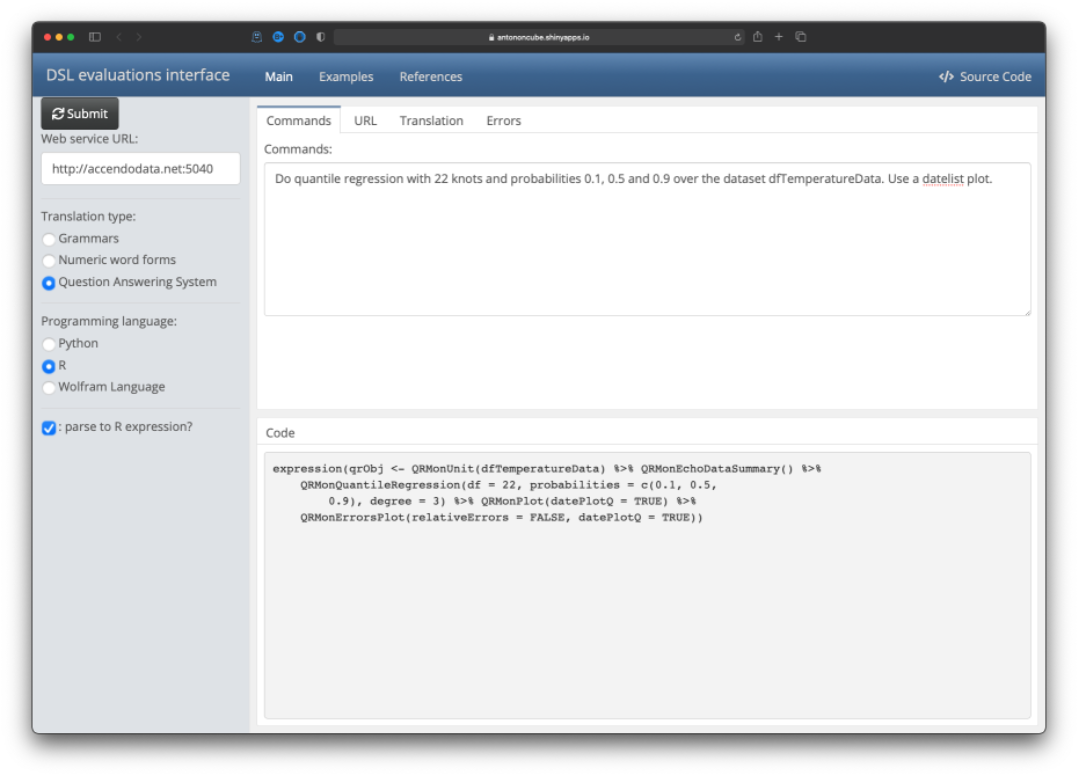 antononcube.shinyapps.io
DSL evaluations interface Main Examples References </> Source Code
Submit
Web service URL:
http://accendodata.net:5040
Translation type:
Grammars
Numeric word forms
Question Answering System
Programming language:
Python
R
Wolfram Language
: parse to R expression?
Commands URL Translation Errors
Commands:
Do quantile regression with 22 knots and probabilities 0.1, 0.5 and 0.9 over the dataset dfTemperatureData. Use a datelist plot.
Code
expression(qrObj <- QRMonUnit(dfTemperatureData) %>% QRMonEchoDataSummary() %>%
QRMonQuantileRegression(df = 22, probabilities = c(0.1, 0.5,
0.9), degree = 3) %>% QRMonPlot(datePlotQ = TRUE) %>%
QRMonErrorsPlot(relativeErrors = FALSE, datePlotQ = TRUE))